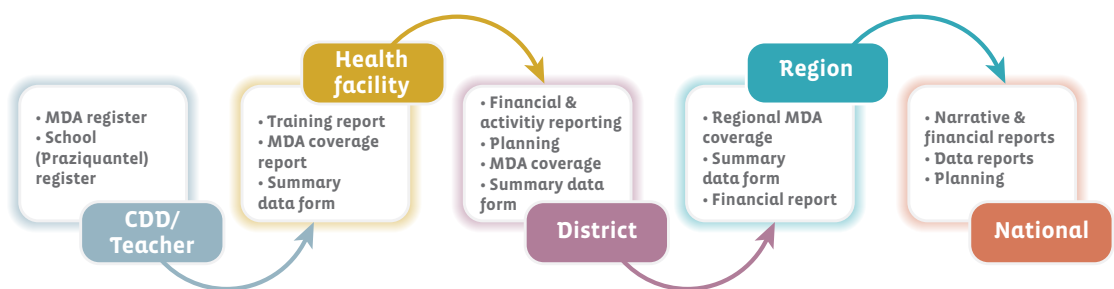 • MDA register
• School
(Praziquantel)
register
CDD/
Teacher
Health
facility
• Training report
• MDA coverage
report
• Summary
data form
• Financial &
activitiy reporting
• Planning
• MDA coverage
• Summary data
form
District
Region
• Regional MDA
coverage
• Summary
data form
• Financial report
• Narrative &
financial reports
• Data reports
• Planning
National